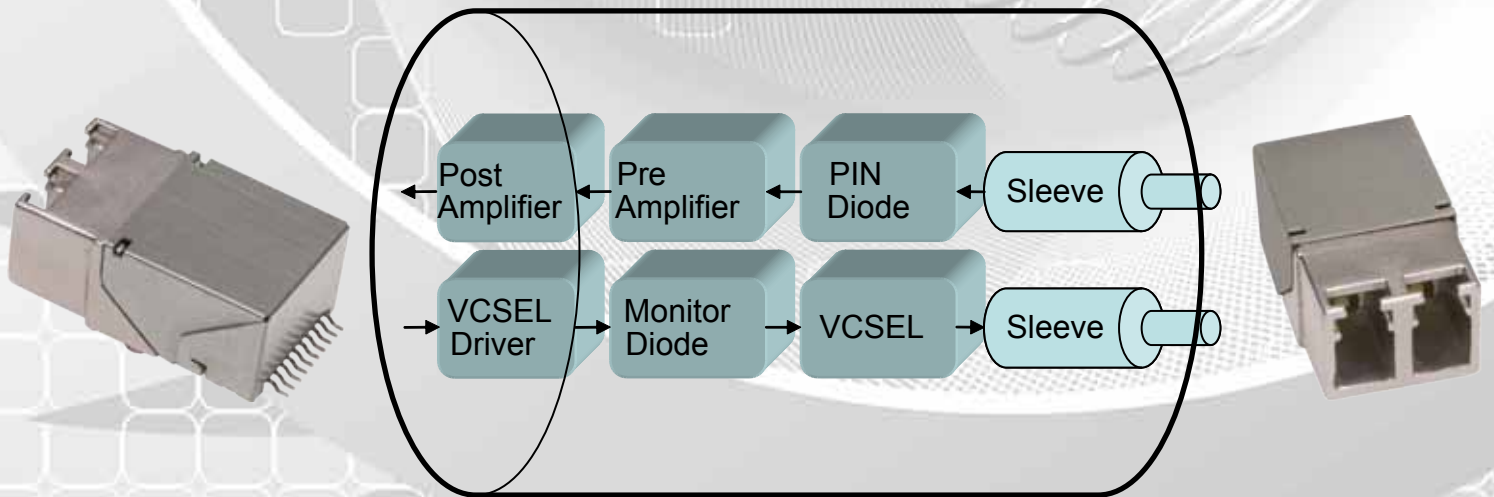 Post
Amplifier
Pre
Amplifier
PIN
Diode
Sleeve
VCSEL
Driver
Monitor
Diode
VCSEL
Sleeve